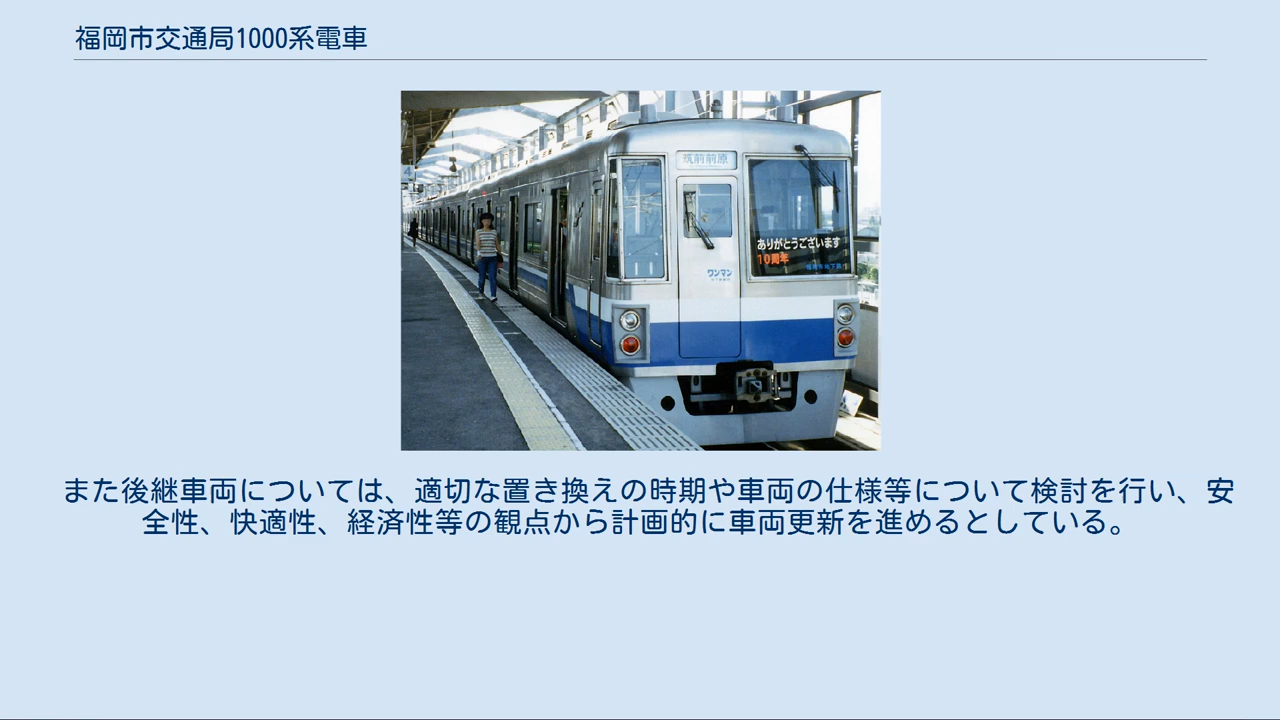 福岡市交通局1000系電車
4
筑前前原
ありがとうございます
10周年
ワンマン
また後継車両については、適切な置き換えの時期や車両の仕様等について検討を行い、安
全性、快適性、経済性等の観点から計画的に車両更新を進めるとしている。